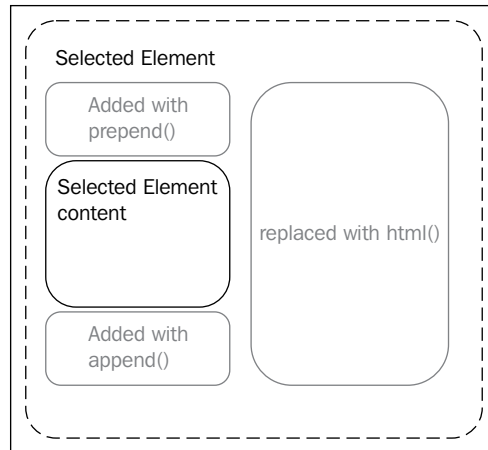 Selected Element
Added with
prepend()
Selected Element
content
replaced with html()
Added with
append()